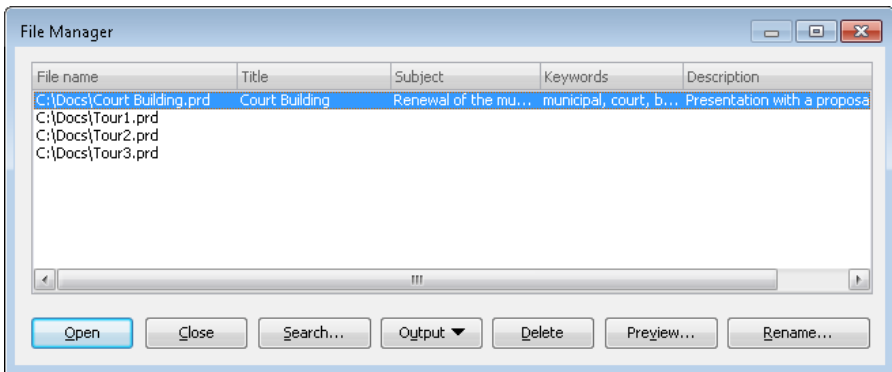 File Manager
File name Title Subject Keywords Description
C:\Docs\Court Building.prd Court Building Renewal of the mu... municipal, court, b... Presentation with a proposa
C:\Docs\Tour1.prd
C:\Docs\Tour2.prd
C:\Docs\Tour3.prd
Open Close Search... Output Delete Preview... Rename...